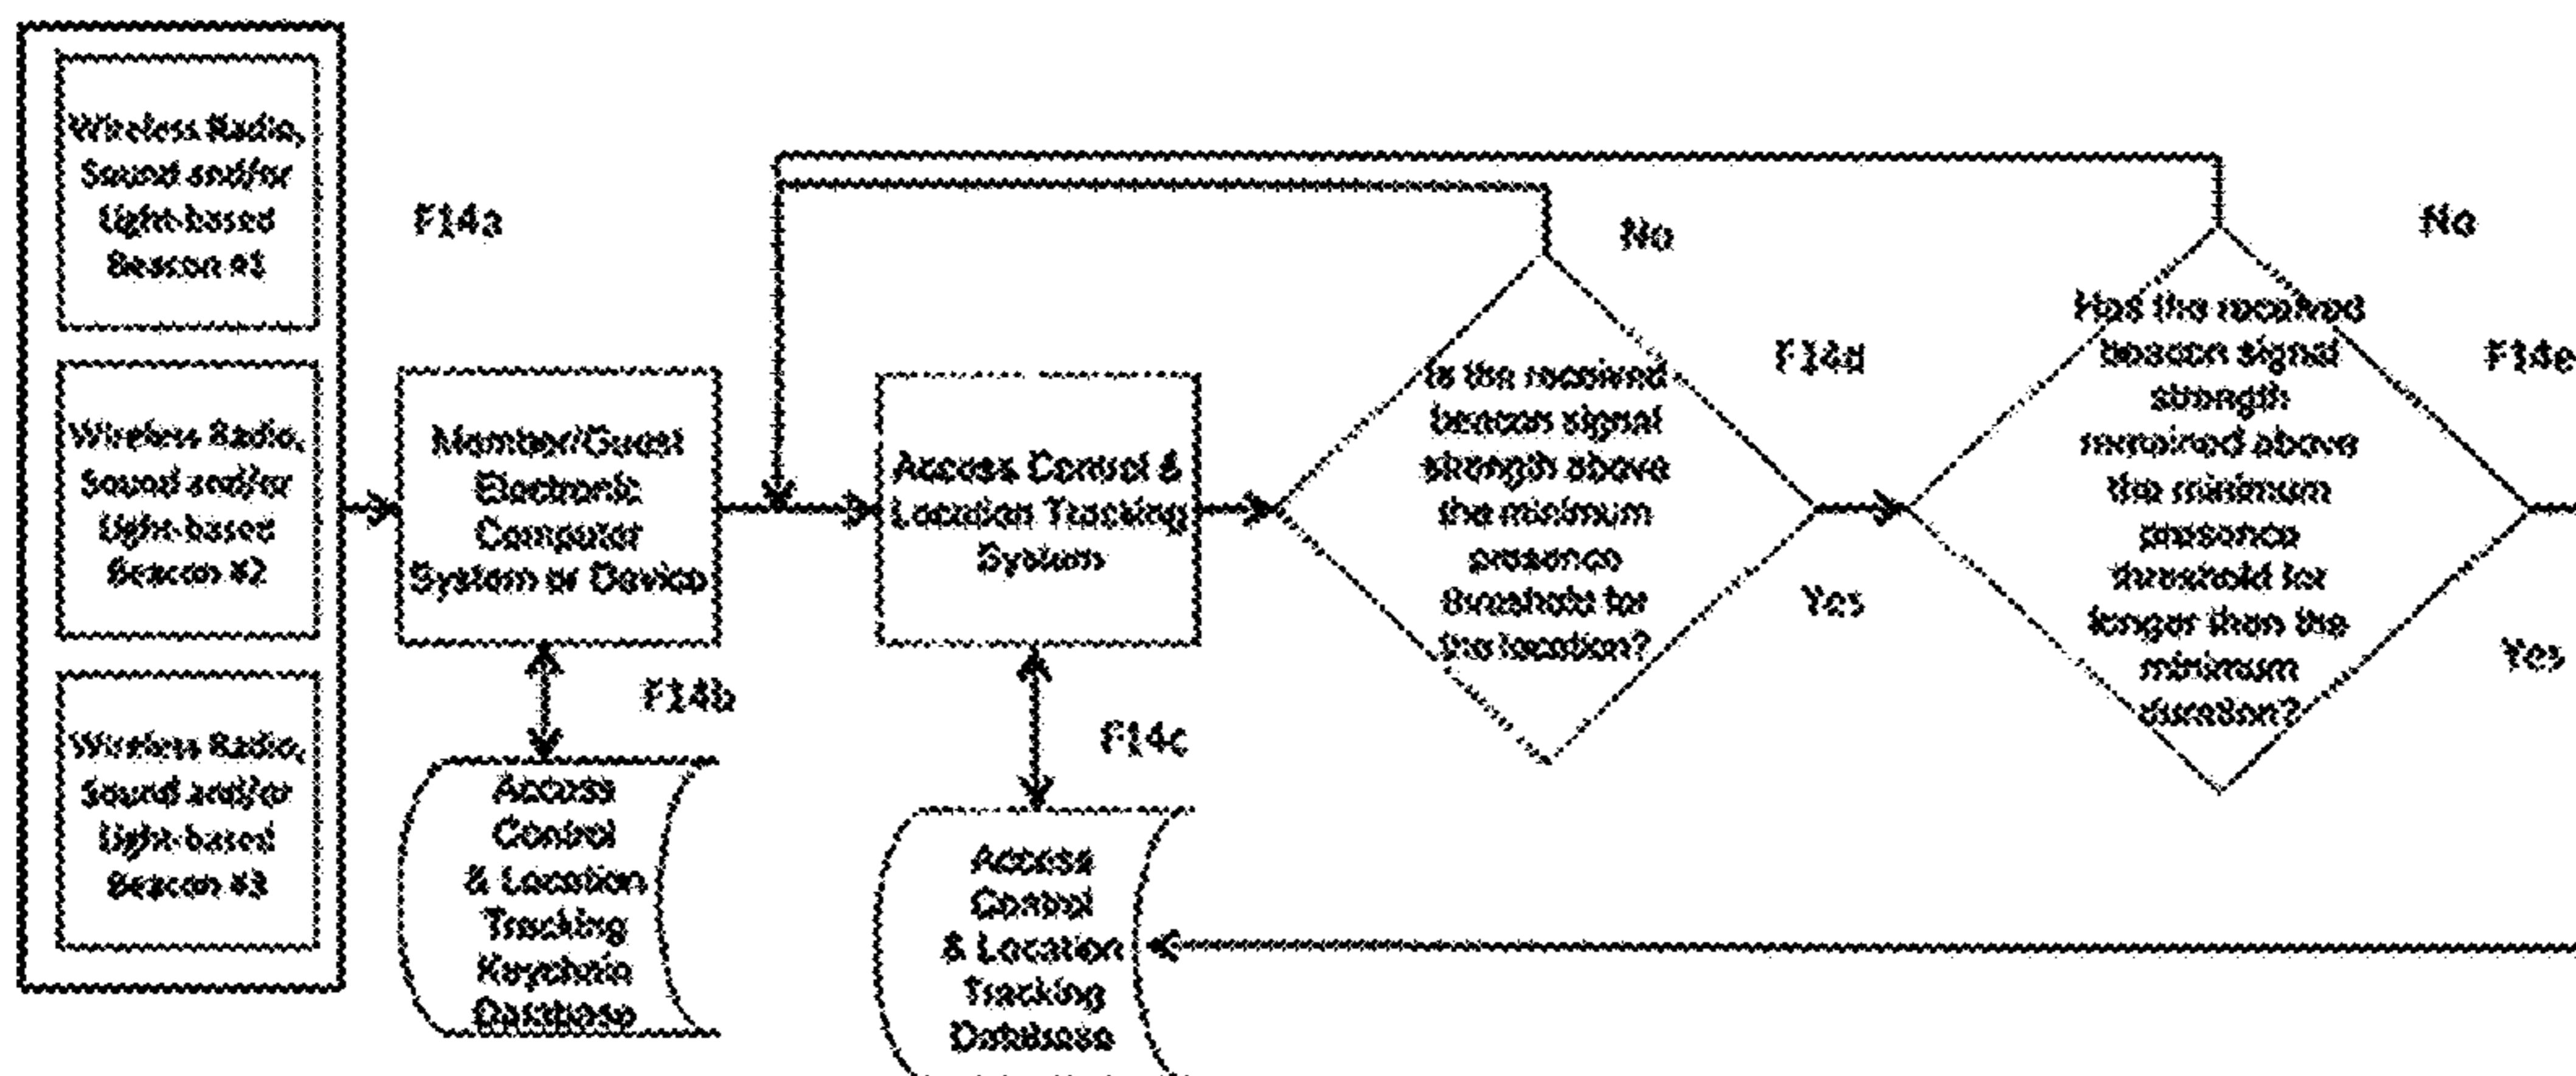 Wireless Radio,
Sound and/or
Light-based
Beacon #1
Wireless Radio,
Sound and/or
Light-based
Beacon #2
Wireless Radio,
Sound and/or
Light-based
Beacon #3
F14a
Member/Guest
Electronic
Computer
System or Device
F14b
Access
Control
& Location
Tracking
Keychain
Database
Access Control &
Location Tracking
System
F14c
Access
Control
& Location
Tracking
Database
No
Is the received
beacon signal
strength above
the minimum
presence
threshold for
the location?
F14d
Yes
No
Has the received
beacon signal
strength
remained above
the minimum
presence
threshold for
longer than the
minimum
duration?
F14e
Yes